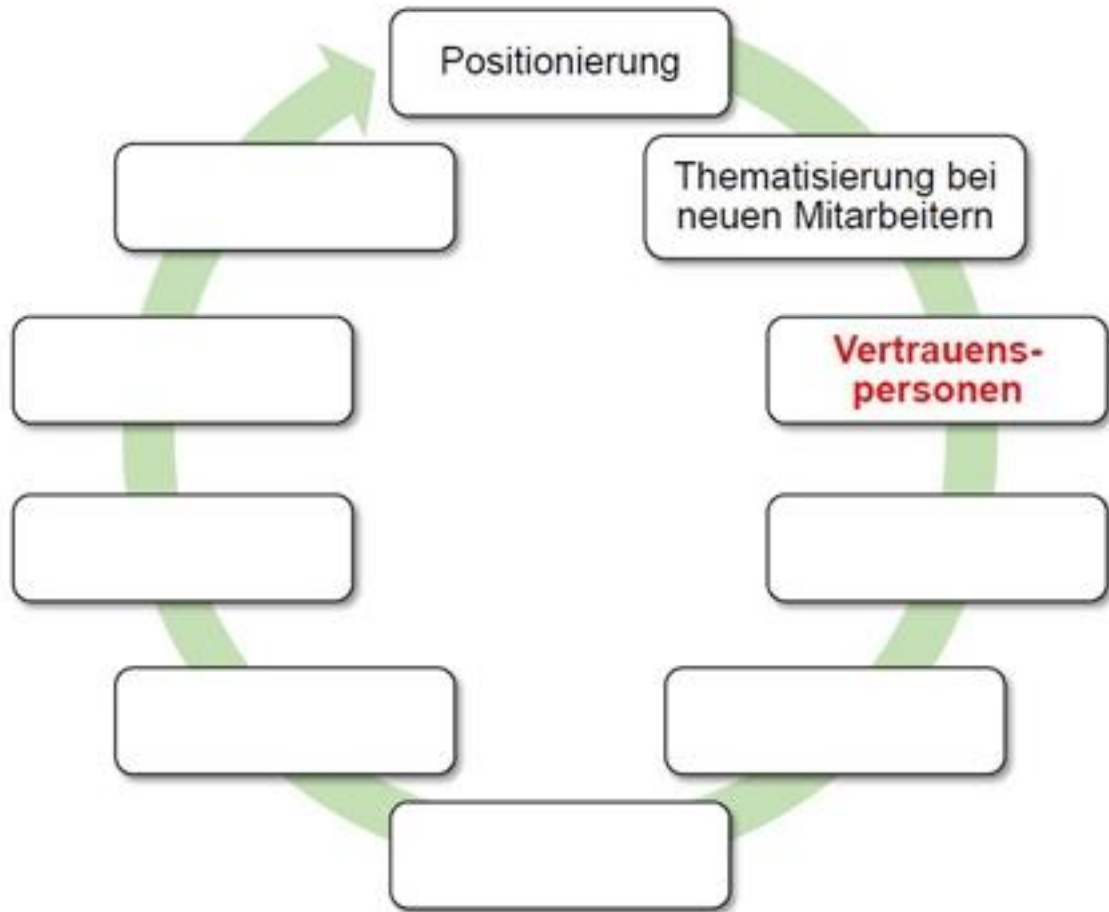 Positionierung
Thematisierung bei
neuen Mitarbeitern
Vertrauens-
personen